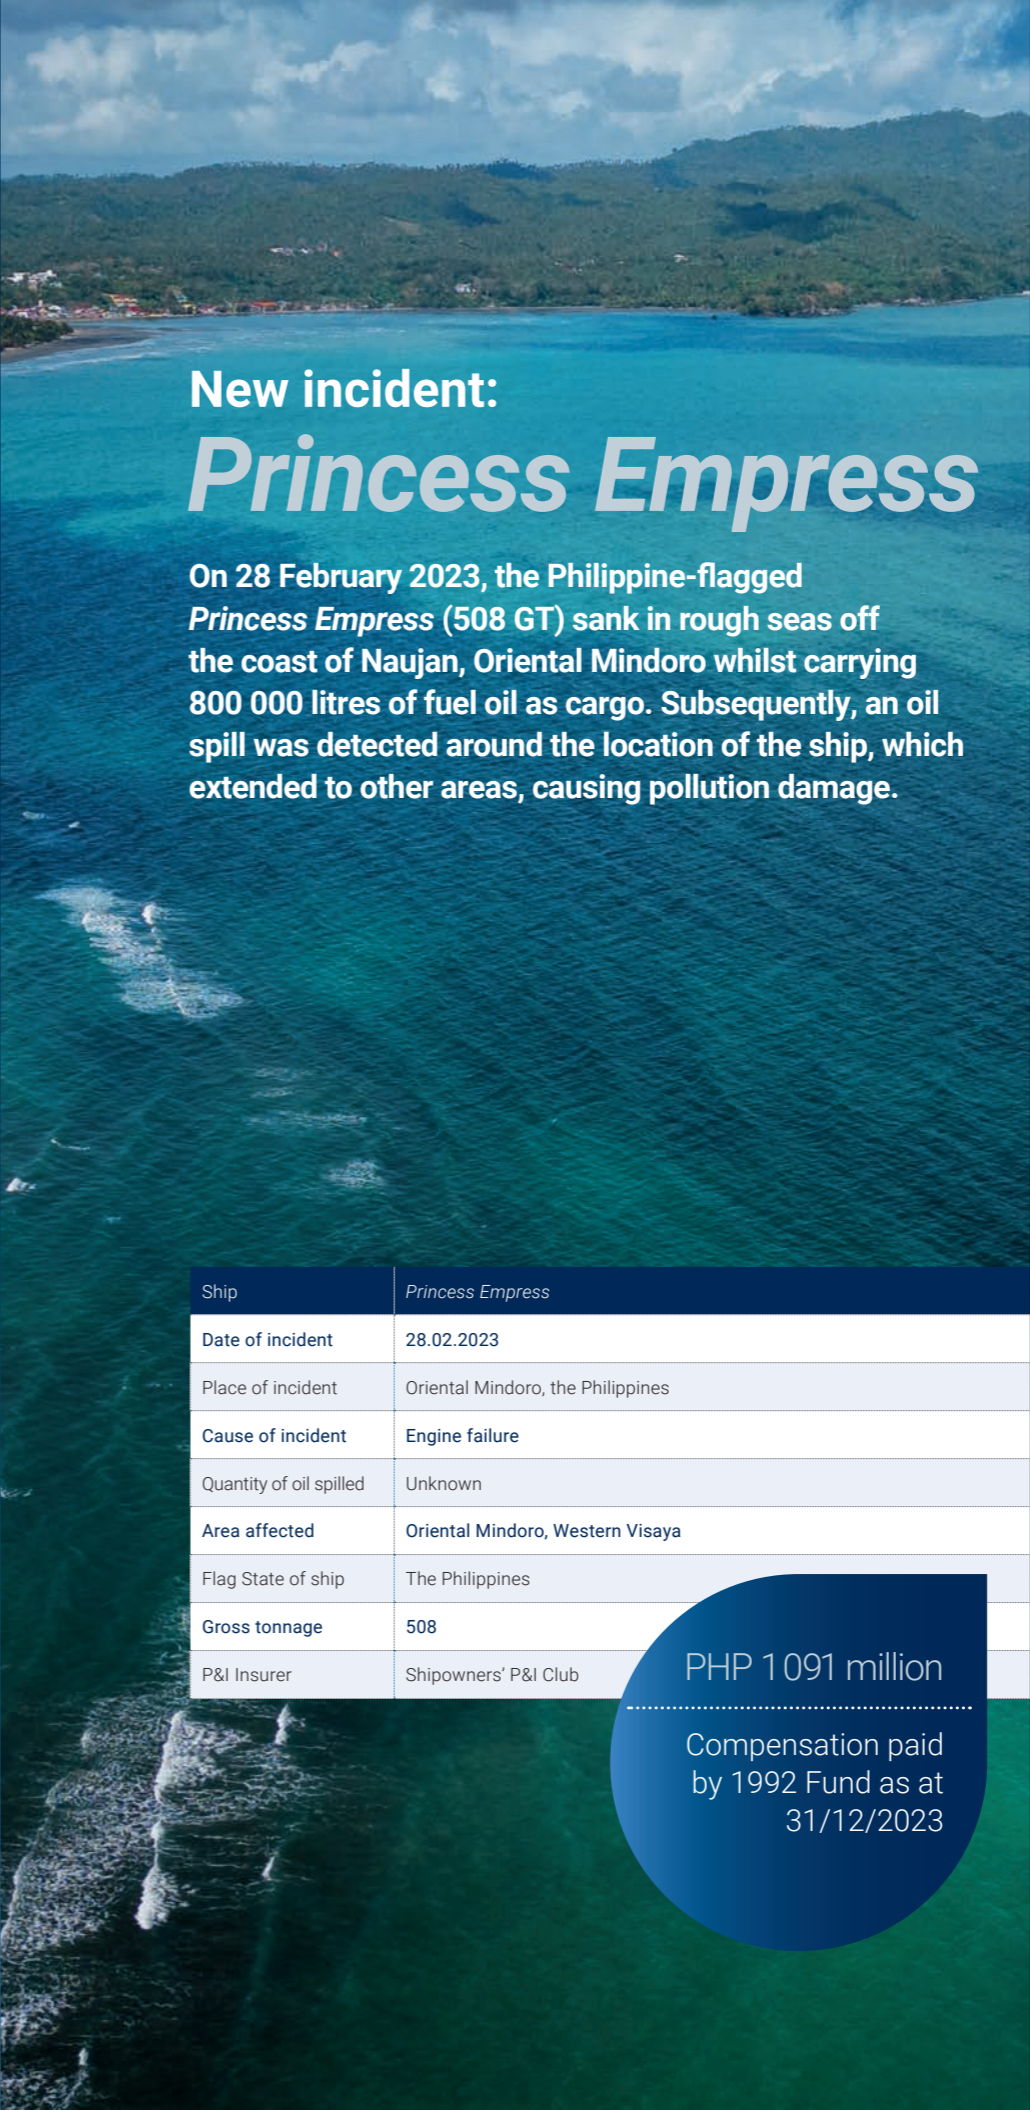 New incident:
Princess Empress
On 28 February 2023, the Philippine-flagged
Princess Empress (508 GT) sank in rough seas off
the coast of Naujan, Oriental Mindoro whilst carrying
800 000 litres of fuel oil as cargo. Subsequently, an oil
spill was detected around the location of the ship, which
extended to other areas, causing pollution damage.
Ship Princess Empress
Date of incident 28.02.2023
Place of incident Oriental Mindoro, the Philippines
Cause of incident Engine failure
Quantity of oil spilled Unknown
Area affected Oriental Mindoro, Western Visaya
Flag State of ship The Philippines
Gross tonnage 508
P&I Insurer Shipowners’ P&I Club
PHP 1 091 million
Compensation paid
by 1992 Fund as at
31/12/2023